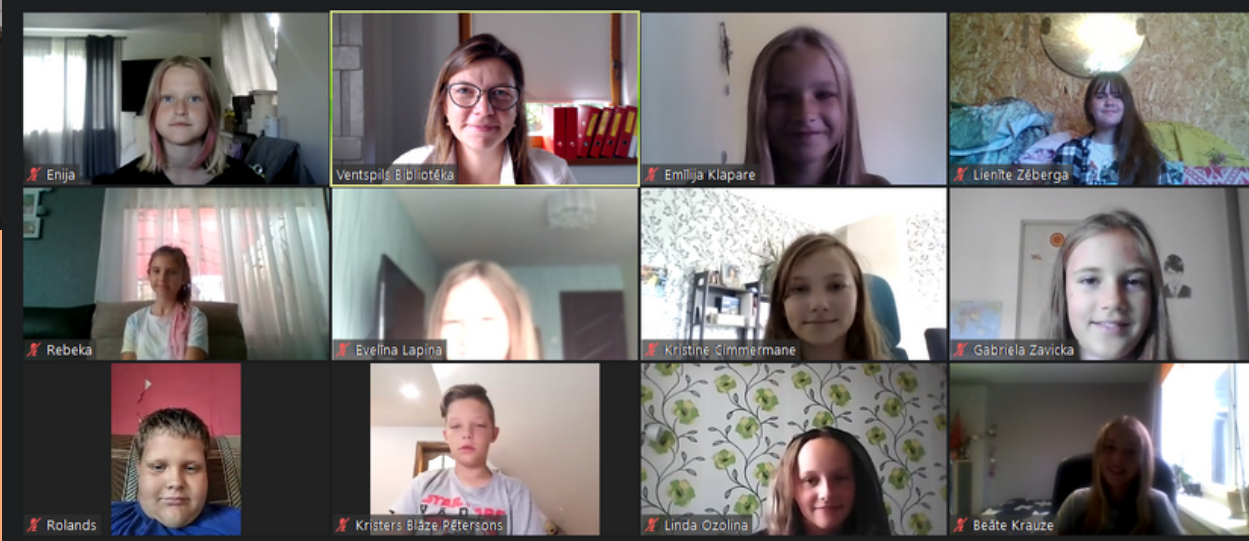 Enija
Ventspils Bibliotēka
Emīlija Klapare
Lienīte Zēberga
Rebeka
Evelīna Lapiņa
Kristīne Cimmermane
Gabriela Zavicka
Rolands
Kristers Blāze Pētersons
Linda Ozoliņa
Beāte Krauze